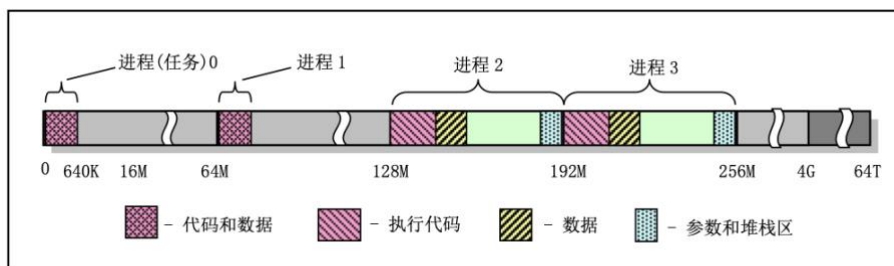 进程(任务)0 进程 1 进程 2 进程 3
0 640K 16M 64M 128M 192M 256M 4G 64T
- 代码和数据 - 执行代码 - 数据 - 参数和堆栈区